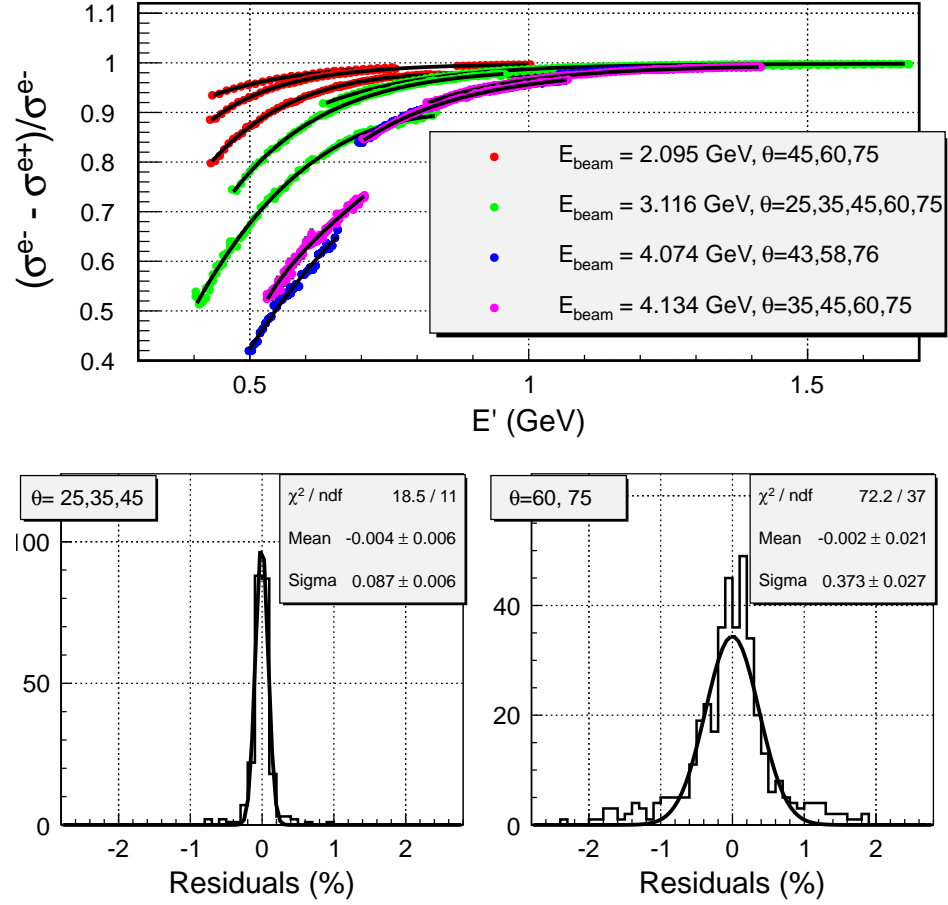 1.1
1
0.9
0.8
0.7
0.6
0.5
0.4
(σe- - σe+)/σe-
E_beam = 2.095 GeV, θ=45,60,75
E_beam = 3.116 GeV, θ=25,35,45,60,75
E_beam = 4.074 GeV, θ=43,58,76
E_beam = 4.134 GeV, θ=35,45,60,75
0.5 1 1.5
E' (GeV)
θ= 25,35,45
χ2 / ndf 18.5 / 11
Mean -0.004 ± 0.006
Sigma 0.087 ± 0.006
100
50
0
-2 -1 0 1 2
Residuals (%)
θ=60, 75
χ2 / ndf 72.2 / 37
Mean -0.002 ± 0.021
Sigma 0.373 ± 0.027
40
20
0
-2 -1 0 1 2
Residuals (%)